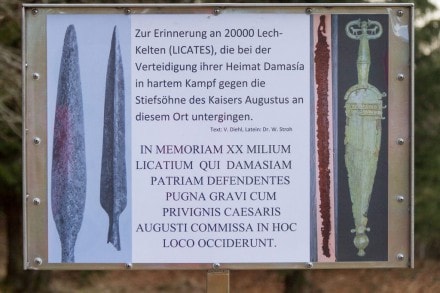 Zur Erinnerung an 20000 Lech-
Kelten (LICATES), die bei der
Verteidigung ihrer Heimat Damasía
in hartem Kampf gegen die
Stiefsöhne des Kaisers Augustus an
diesem Ort untergingen.
Text: V. Diehl, Latein: Dr. W. Stroh
IN MEMORIAM XX MILIUM
LICATIUM QUI DAMASIAM
PATRIAM DEFENDENTES
PUGNA GRAVI CUM
PRIVIGNIS CAESARIS
AUGUSTI COMMISSA IN HOC
LOCO OCCIDERUNT.